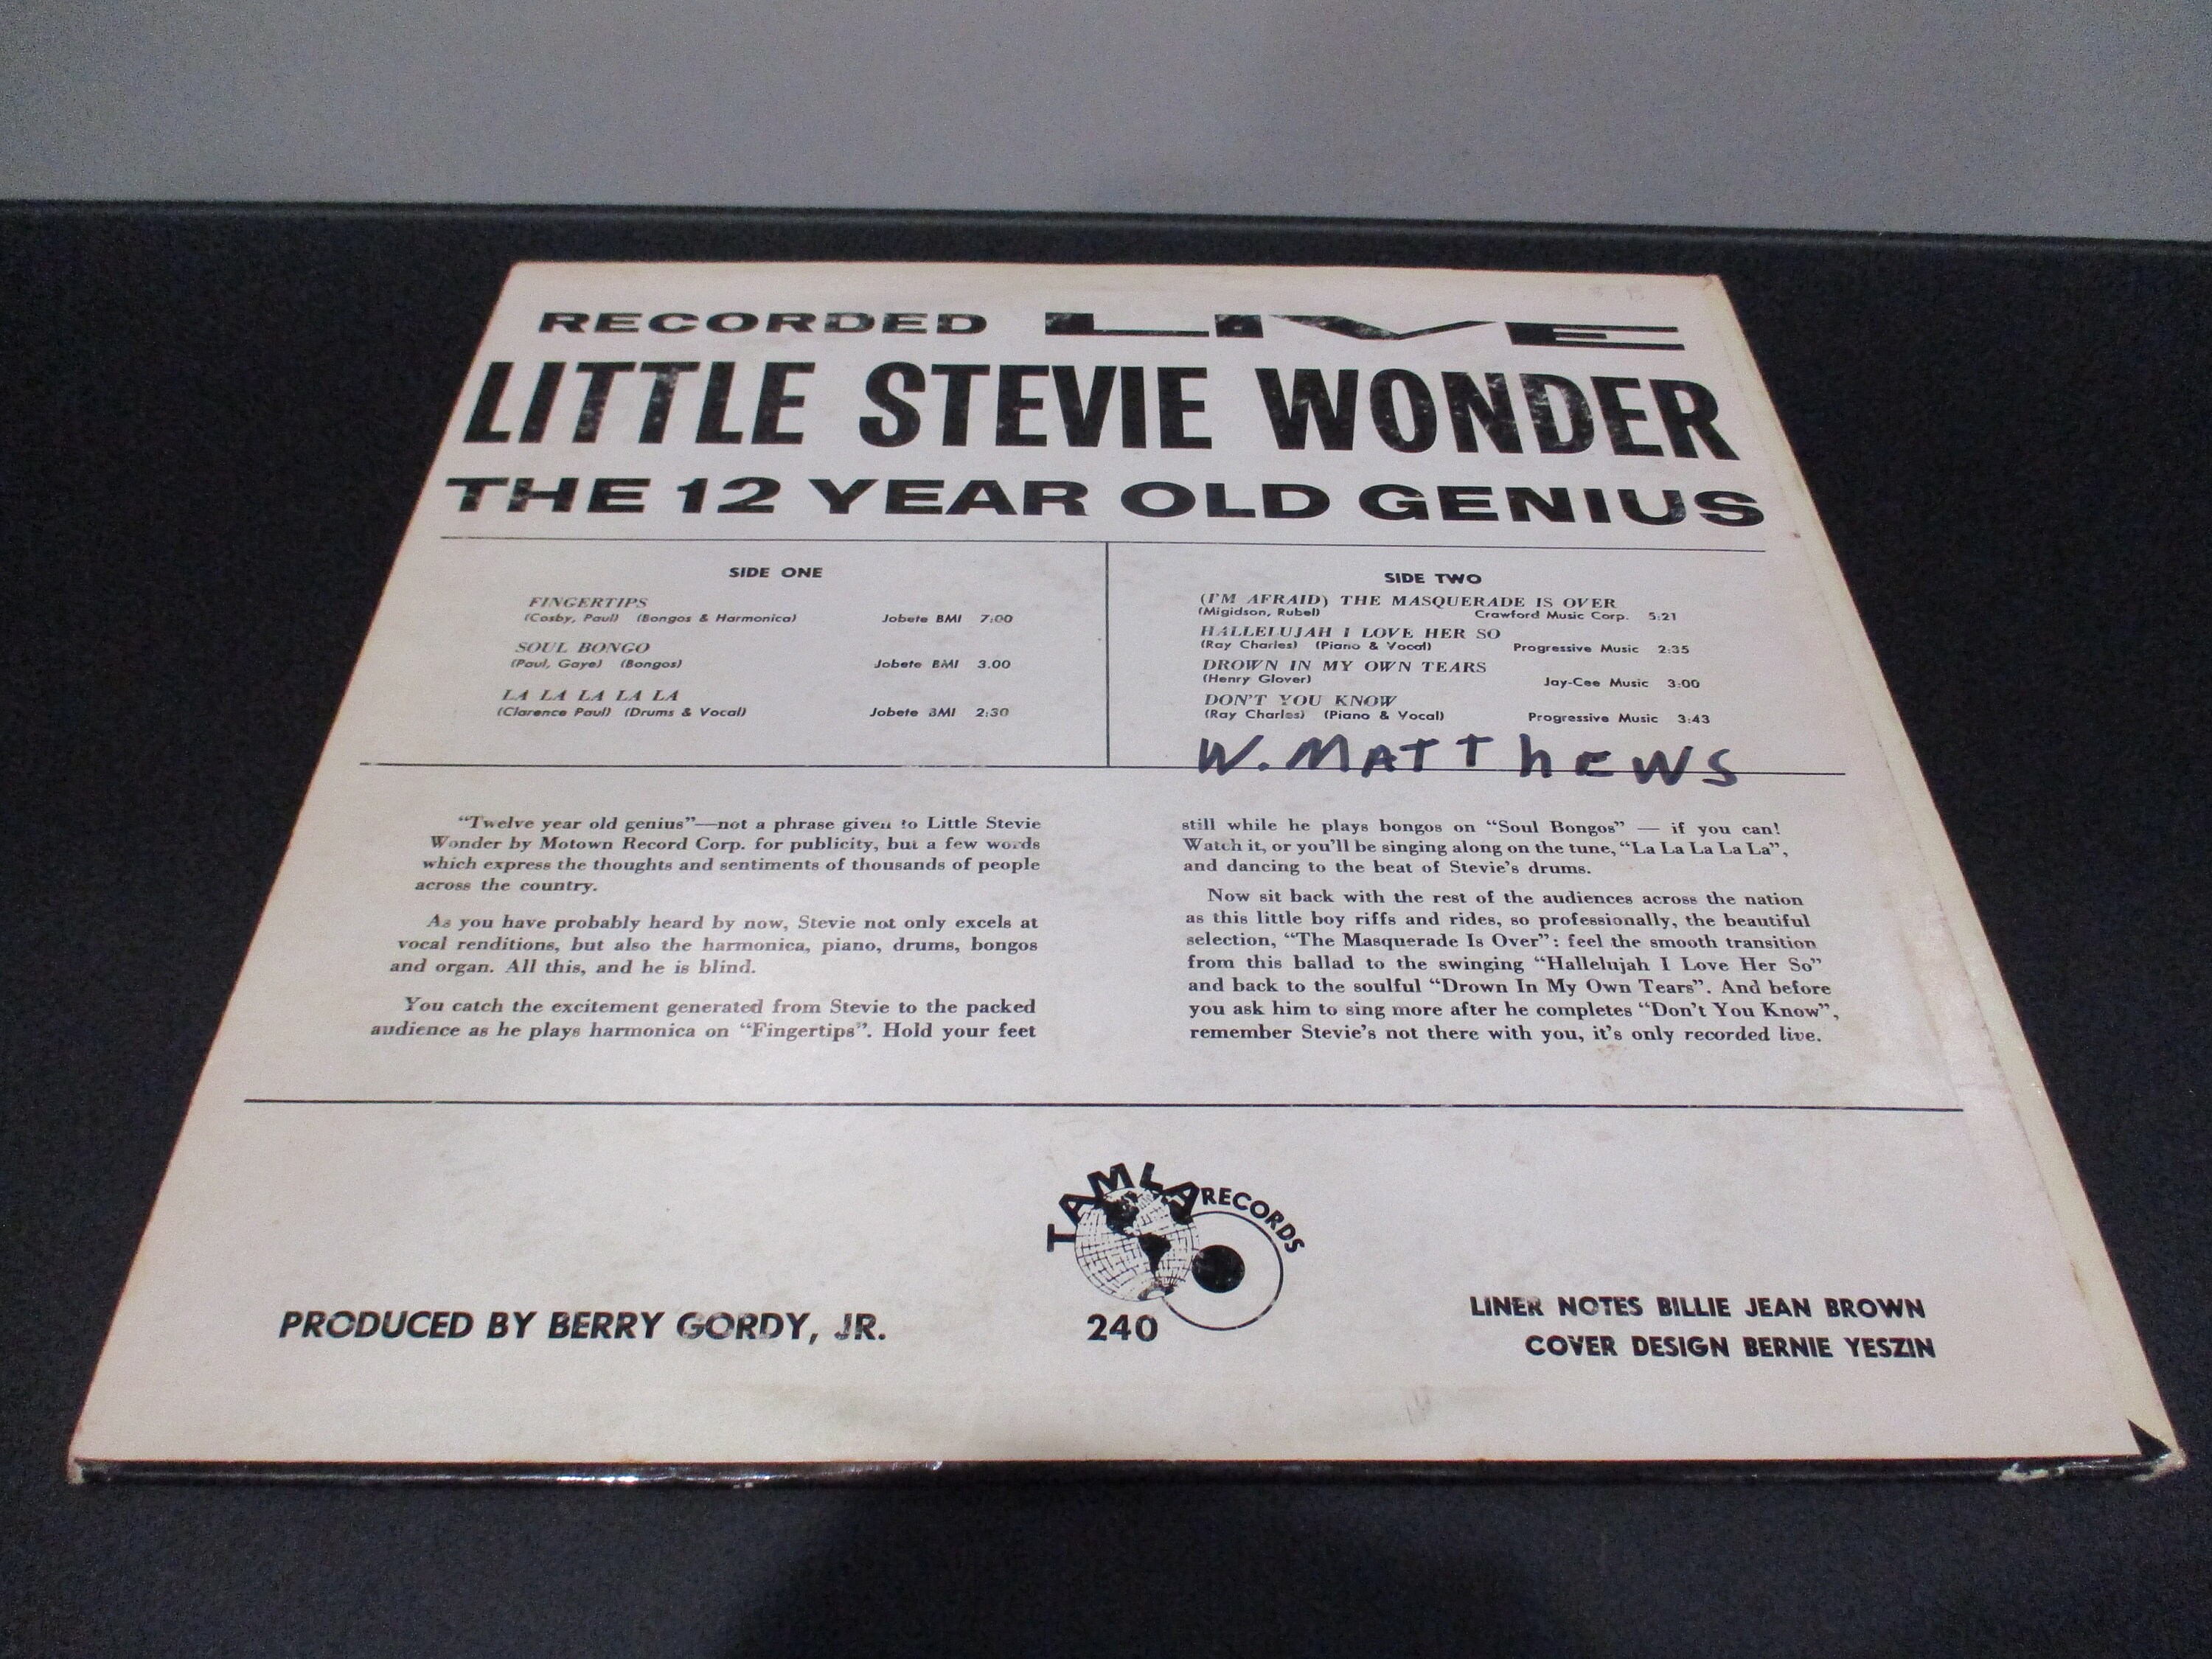 RECORDED LIVE
LITTLE STEVIE WONDER
THE 12 YEAR OLD GENIUS
SIDE ONE
FINGERTIPS
(Cosby, Paul) (Bongos & Harmonica) Jobete BMI 7:00
SOUL BONGO
(Paul, Gaye) (Bongos) Jobete BMI 3.00
LA LA LA LA LA
(Clarence Paul) (Drums & Vocal) Jobete BMI 2:30
SIDE TWO
(I'M AFRAID) THE MASQUERADE IS OVER
(Migidson, Rubel) Crawford Music Corp. 5:21
HALLELUJAH I LOVE HER SO
(Ray Charles) (Piano & Vocal) Progressive Music 2:35
DROWN IN MY OWN TEARS
(Henry Glover) Jay-Cee Music 3:00
DON'T YOU KNOW
(Ray Charles) (Piano & Vocal) Progressive Music 3:43
W. MATTHEWS
"Twelve year old genius"—not a phrase given to Little Stevie
Wonder by Motown Record Corp. for publicity, but a few words
which express the thoughts and sentiments of thousands of people
across the country.
As you have probably heard by now, Stevie not only excels at
vocal renditions, but also the harmonica, piano, drums, bongos
and organ. All this, and he is blind.
You catch the excitement generated from Stevie to the packed
audience as he plays harmonica on "Fingertips". Hold your feet
still while he plays bongos on "Soul Bongos" — if you can!
Watch it, or you'll be singing along on the tune, "La La La La La",
and dancing to the beat of Stevie's drums.
Now sit back with the rest of the audiences across the nation
as this little boy riffs and rides, so professionally, the beautiful
selection, "The Masquerade Is Over": feel the smooth transition
from this ballad to the swinging "Hallelujah I Love Her So"
and back to the soulful "Drown In My Own Tears". And before
you ask him to sing more after he completes "Don't You Know",
remember Stevie's not there with you, it's only recorded live.
TAMLA RECORDS
240
PRODUCED BY BERRY GORDY, JR.
LINER NOTES BILLIE JEAN BROWN
COVER DESIGN BERNIE YESZIN